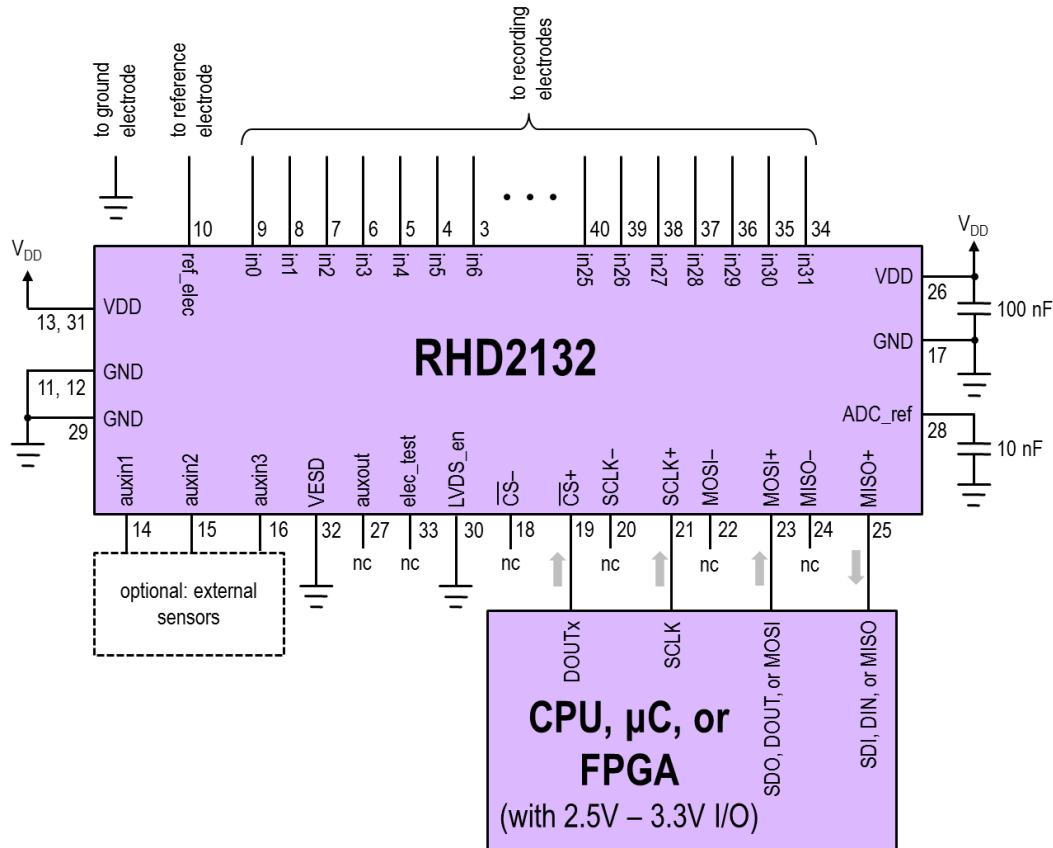 to ground
electrode
to reference
electrode
to recording
electrodes
10 9 8 7 6 5 4 3 • • • 40 39 38 37 36 35 34
ref_elec in0 in1 in2 in3 in4 in5 in6 in25 in26 in27 in28 in29 in30 in31
VDD
VDD
13, 31
GND
11, 12
GND
29
RHD2132
VDD
26
100 nF
GND
17
ADC_ref
28
10 nF
auxin1 auxin2 auxin3 VESD auxout elec_test LVDS_en CS– CS+ SCLK– SCLK+ MOSI– MOSI+ MISO– MISO+
14 15 16 32 27 33 30 18 19 20 21 22 23 24 25
nc nc nc nc nc nc
optional: external
sensors
DOUTx SCLK SDO, DOUT, or MOSI SDI, DIN, or MISO
CPU, µC, or
FPGA
(with 2.5V – 3.3V I/O)